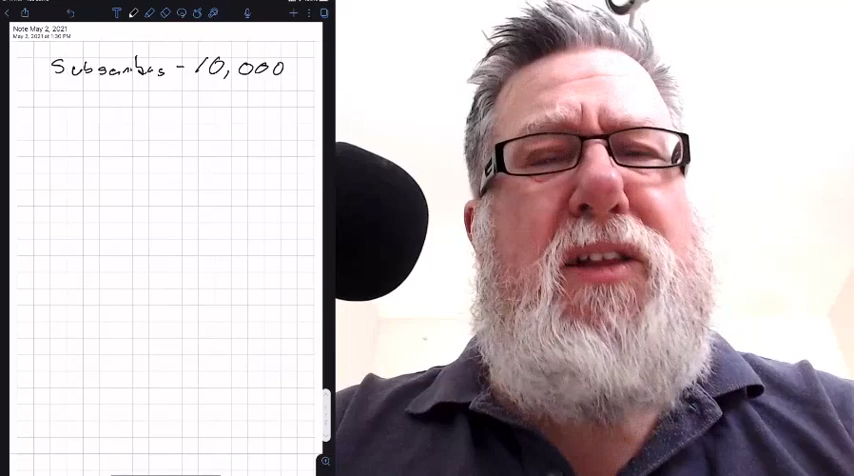 Note May 2, 2021
May 2, 2021 at 1:30 PM
Subscribers - 10,000